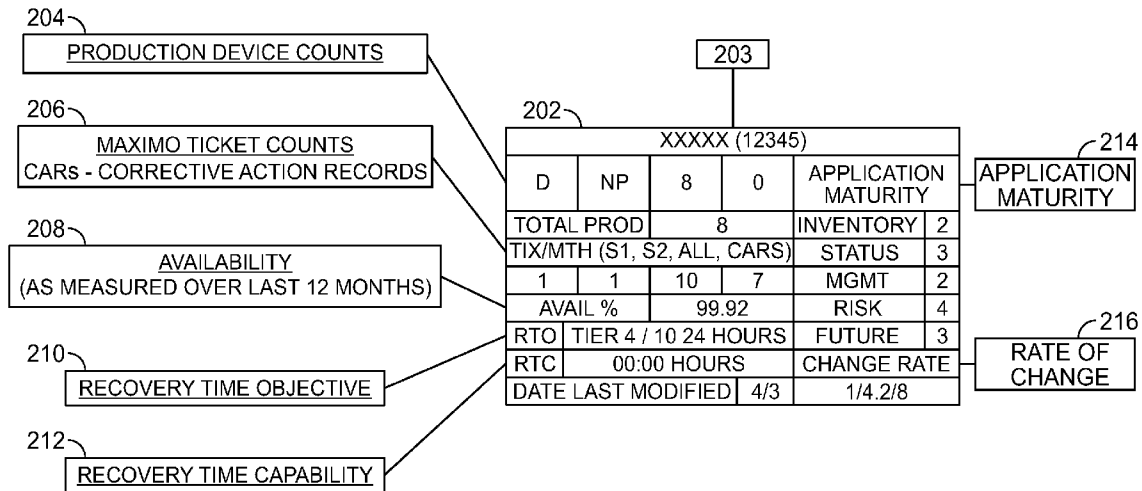 204
PRODUCTION DEVICE COUNTS
203
206
MAXIMO TICKET COUNTS
CARs - CORRECTIVE ACTION RECORDS
208
AVAILABILITY
(AS MEASURED OVER LAST 12 MONTHS)
210
RECOVERY TIME OBJECTIVE
212
RECOVERY TIME CAPABILITY
202
XXXXX (12345)
D NP 8 0 APPLICATION
MATURITY
TOTAL PROD 8 INVENTORY 2
TIX/MTH (S1, S2, ALL, CARS) STATUS 3
1 1 10 7 MGMT 2
AVAIL % 99.92 RISK 4
RTO TIER 4 / 10 24 HOURS FUTURE 3
RTC 00:00 HOURS CHANGE RATE
DATE LAST MODIFIED 4/3 1/4.2/8
214
APPLICATION
MATURITY
216
RATE OF
CHANGE